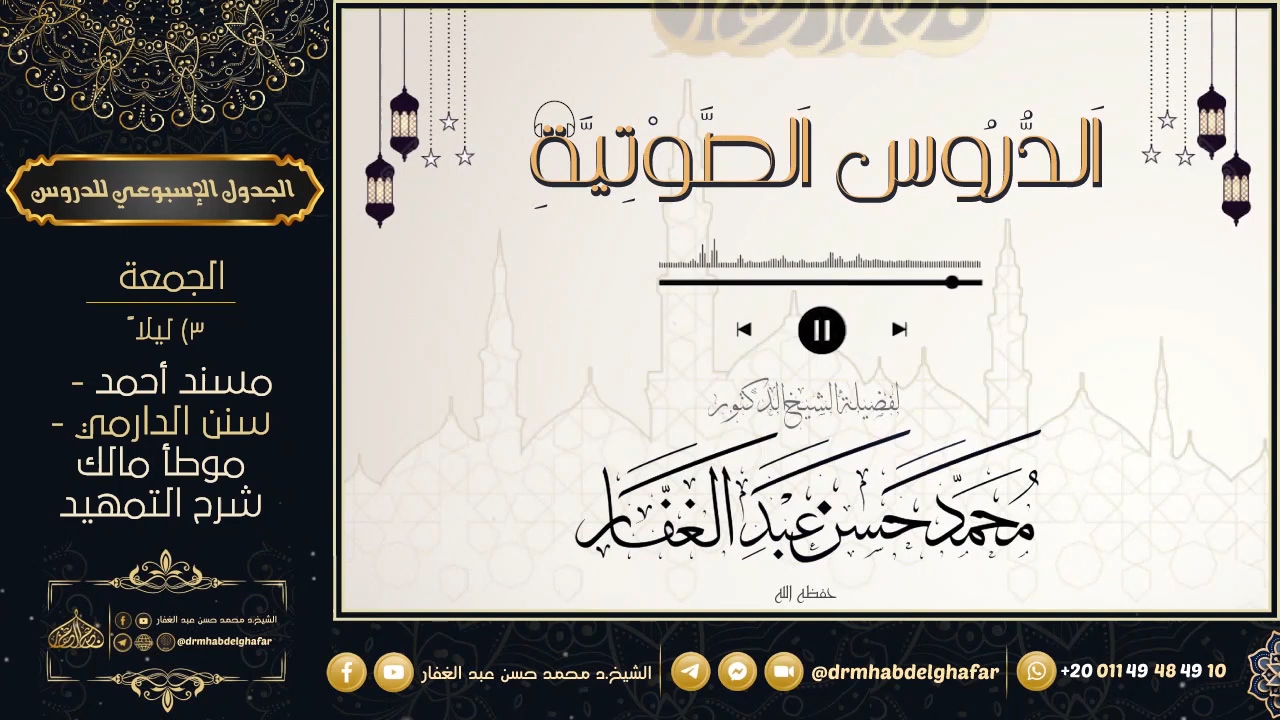 الدُّرُوس الصَّوْتِيَّةِ
لفضيلة الشيخ الدكتور
مُحَمَّد حَسَن عَبْد الغَفَّار
حفظه الله
الجدول الإسبوعي للدروس
الجمعة
٣) ليلاً
مسند أحمد -
سنن الدارمي -
موطأ مالك
شرح التمهيد
الشيخ.د محمد حسن عبد الغفار
@drmhabdelghafar
الشيخ.د محمد حسن عبد الغفار
@drmhabdelghafar
+20 011 49 48 49 10